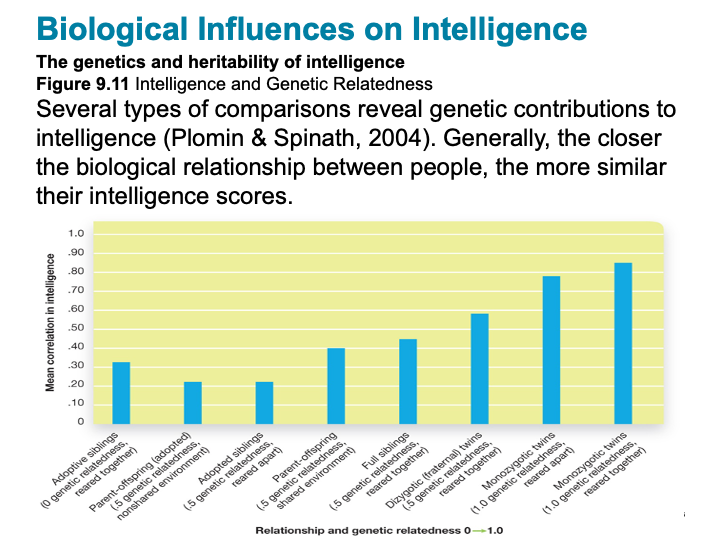 Biological Influences on Intelligence
The genetics and heritability of intelligence
Figure 9.11 Intelligence and Genetic Relatedness
Several types of comparisons reveal genetic contributions to
intelligence (Plomin & Spinath, 2004). Generally, the closer
the biological relationship between people, the more similar
their intelligence scores.
Mean correlation in intelligence
1.0
.90
.80
.70
.60
.50
.40
.30
.20
.10
0
Adoptive siblings
(0 genetic relatedness,
reared together)
Parent-offspring (adopted)
(.5 genetic relatedness,
nonshared environment)
Adopted siblings
(.5 genetic relatedness,
reared apart)
Parent-offspring
(.5 genetic relatedness,
shared environment)
Full siblings
(.5 genetic relatedness,
reared together)
Dizygotic (fraternal) twins
(.5 genetic relatedness,
reared together)
Monozygotic twins
(1.0 genetic relatedness,
reared apart)
Monozygotic twins
(1.0 genetic relatedness,
reared together)
Relationship and genetic relatedness 0→1.0